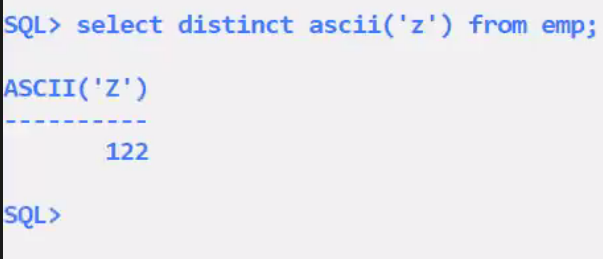 SQL> select distinct ascii('z') from emp;
ASCII('Z')
----------
122
SQL>